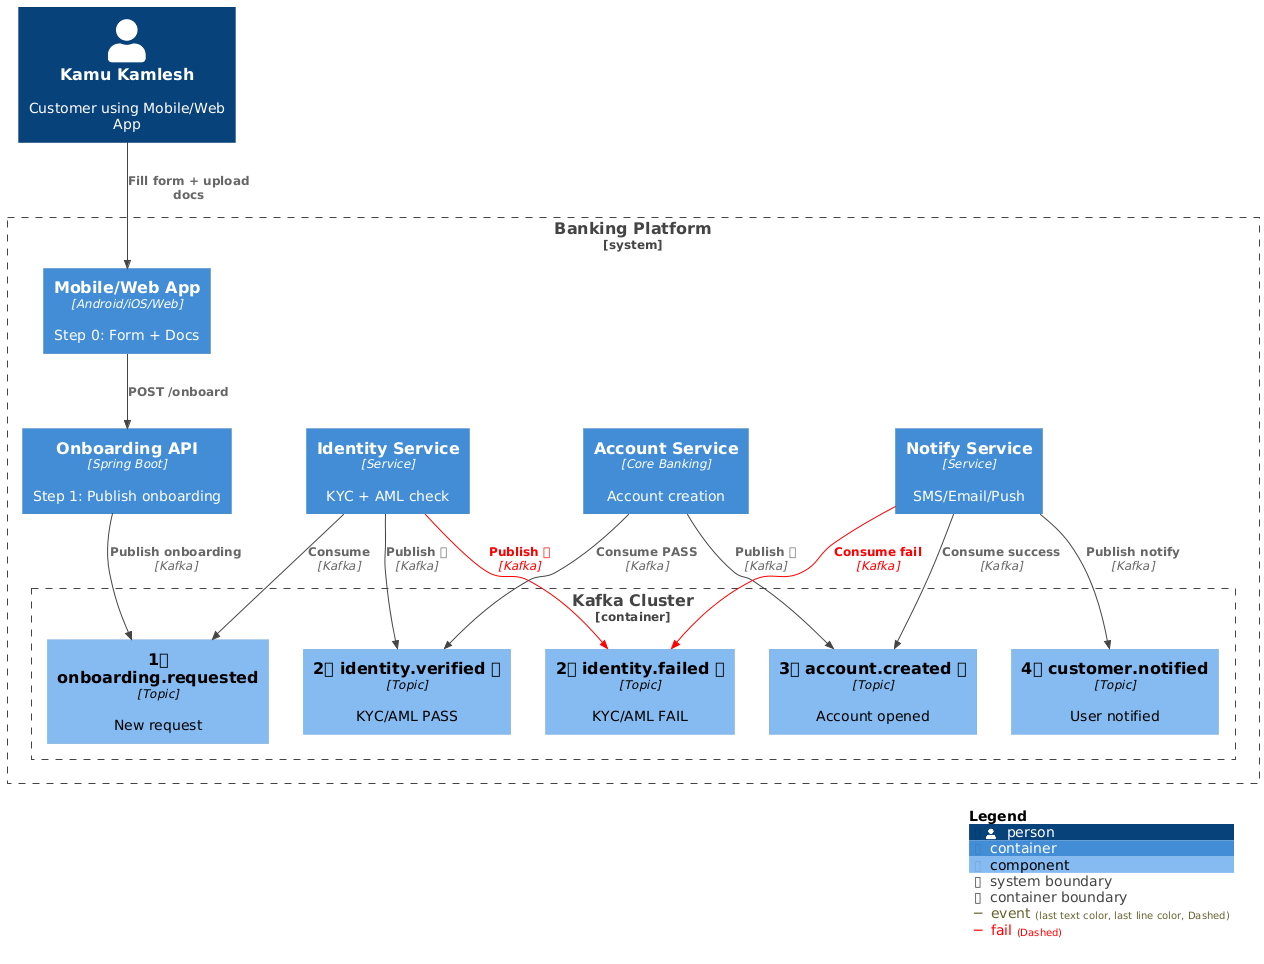 Kamu Kamlesh
Customer using Mobile/Web
App
Fill form + upload
docs
Banking Platform
[system]
Mobile/Web App
[Android/iOS/Web]
Step 0: Form + Docs
POST /onboard
Onboarding API
[Spring Boot]
Step 1: Publish onboarding
Identity Service
[Service]
KYC + AML check
Account Service
[Core Banking]
Account creation
Notify Service
[Service]
SMS/Email/Push
Publish onboarding
[Kafka]
Consume
[Kafka]
Publish
[Kafka]
Publish
[Kafka]
Consume PASS
[Kafka]
Publish
[Kafka]
Consume fail
[Kafka]
Consume success
[Kafka]
Publish notify
[Kafka]
Kafka Cluster
[container]
1
onboarding.requested
[Topic]
New request
2 identity.verified
[Topic]
KYC/AML PASS
2 identity.failed
[Topic]
KYC/AML FAIL
3 account.created
[Topic]
Account opened
4 customer.notified
[Topic]
User notified
Legend
person
container
component
system boundary
container boundary
event (last text color, last line color, Dashed)
fail (Dashed)